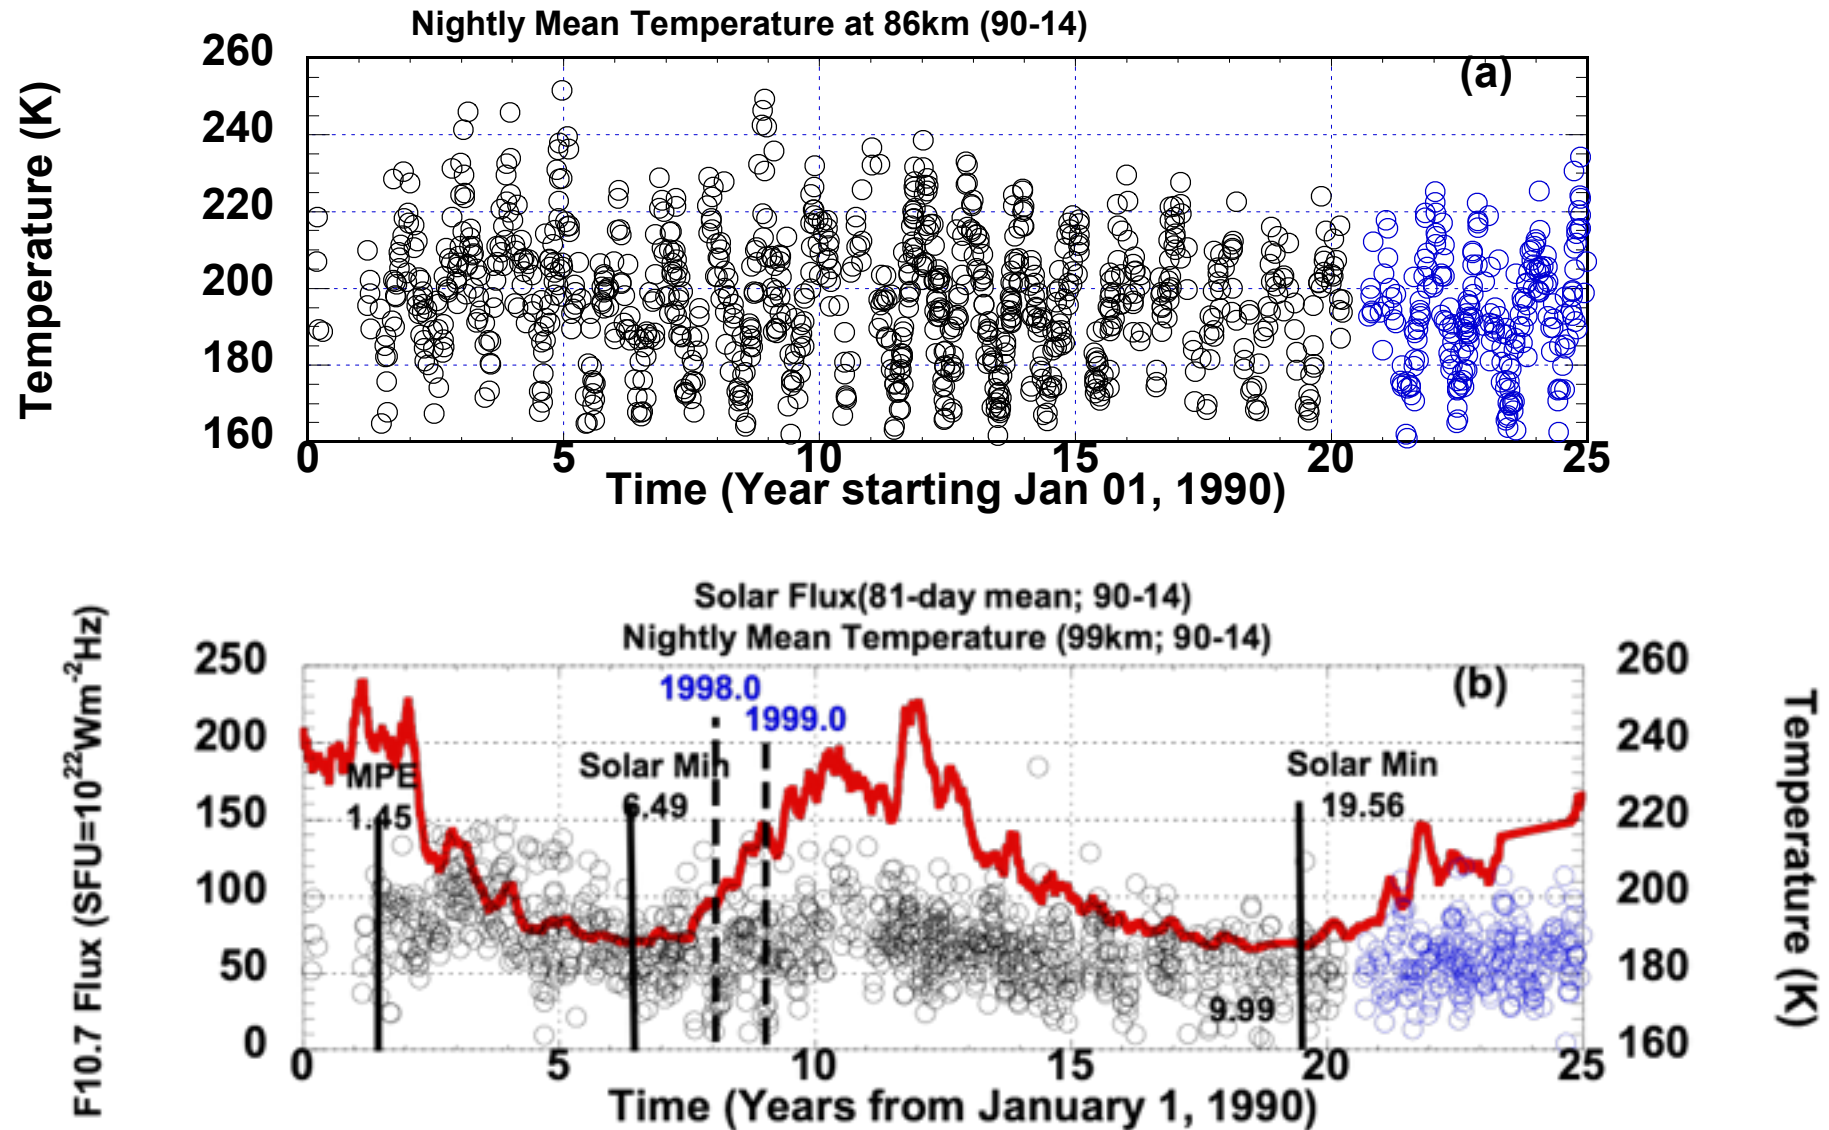 Nightly Mean Temperature at 86km (90-14)
(a)
Temperature (K)
260
240
220
200
180
160
0 5 10 15 20 25
Time (Year starting Jan 01, 1990)
Solar Flux(81-day mean; 90-14)
Nightly Mean Temperature (99km; 90-14)
(b)
F10.7 Flux (SFU=10²²Wm⁻²Hz)
250
200
150
100
50
0
1998.0
1999.0
MPE
1.45
Solar Min
6.49
Solar Min
19.56
9.99
260
240
220
200
180
160
Temperature (K)
0 5 10 15 20 25
Time (Years from January 1, 1990)